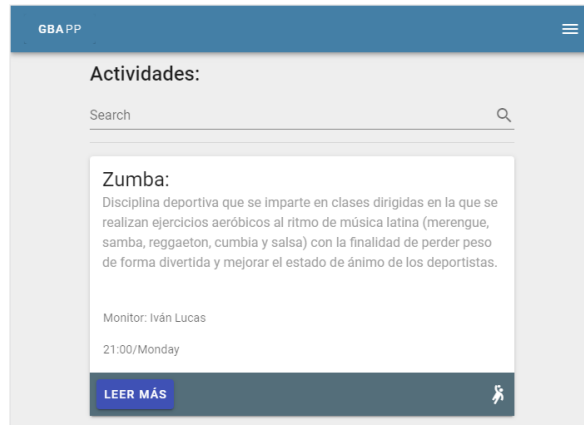 GBAPP
Actividades:
Search
Zumba:
Disciplina deportiva que se imparte en clases dirigidas en la que se
realizan ejercicios aeróbicos al ritmo de música latina (merengue,
samba, reggaeton, cumbia y salsa) con la finalidad de perder peso
de forma divertida y mejorar el estado de ánimo de los deportistas.
Monitor: Iván Lucas
21:00/Monday
LEER MÁS